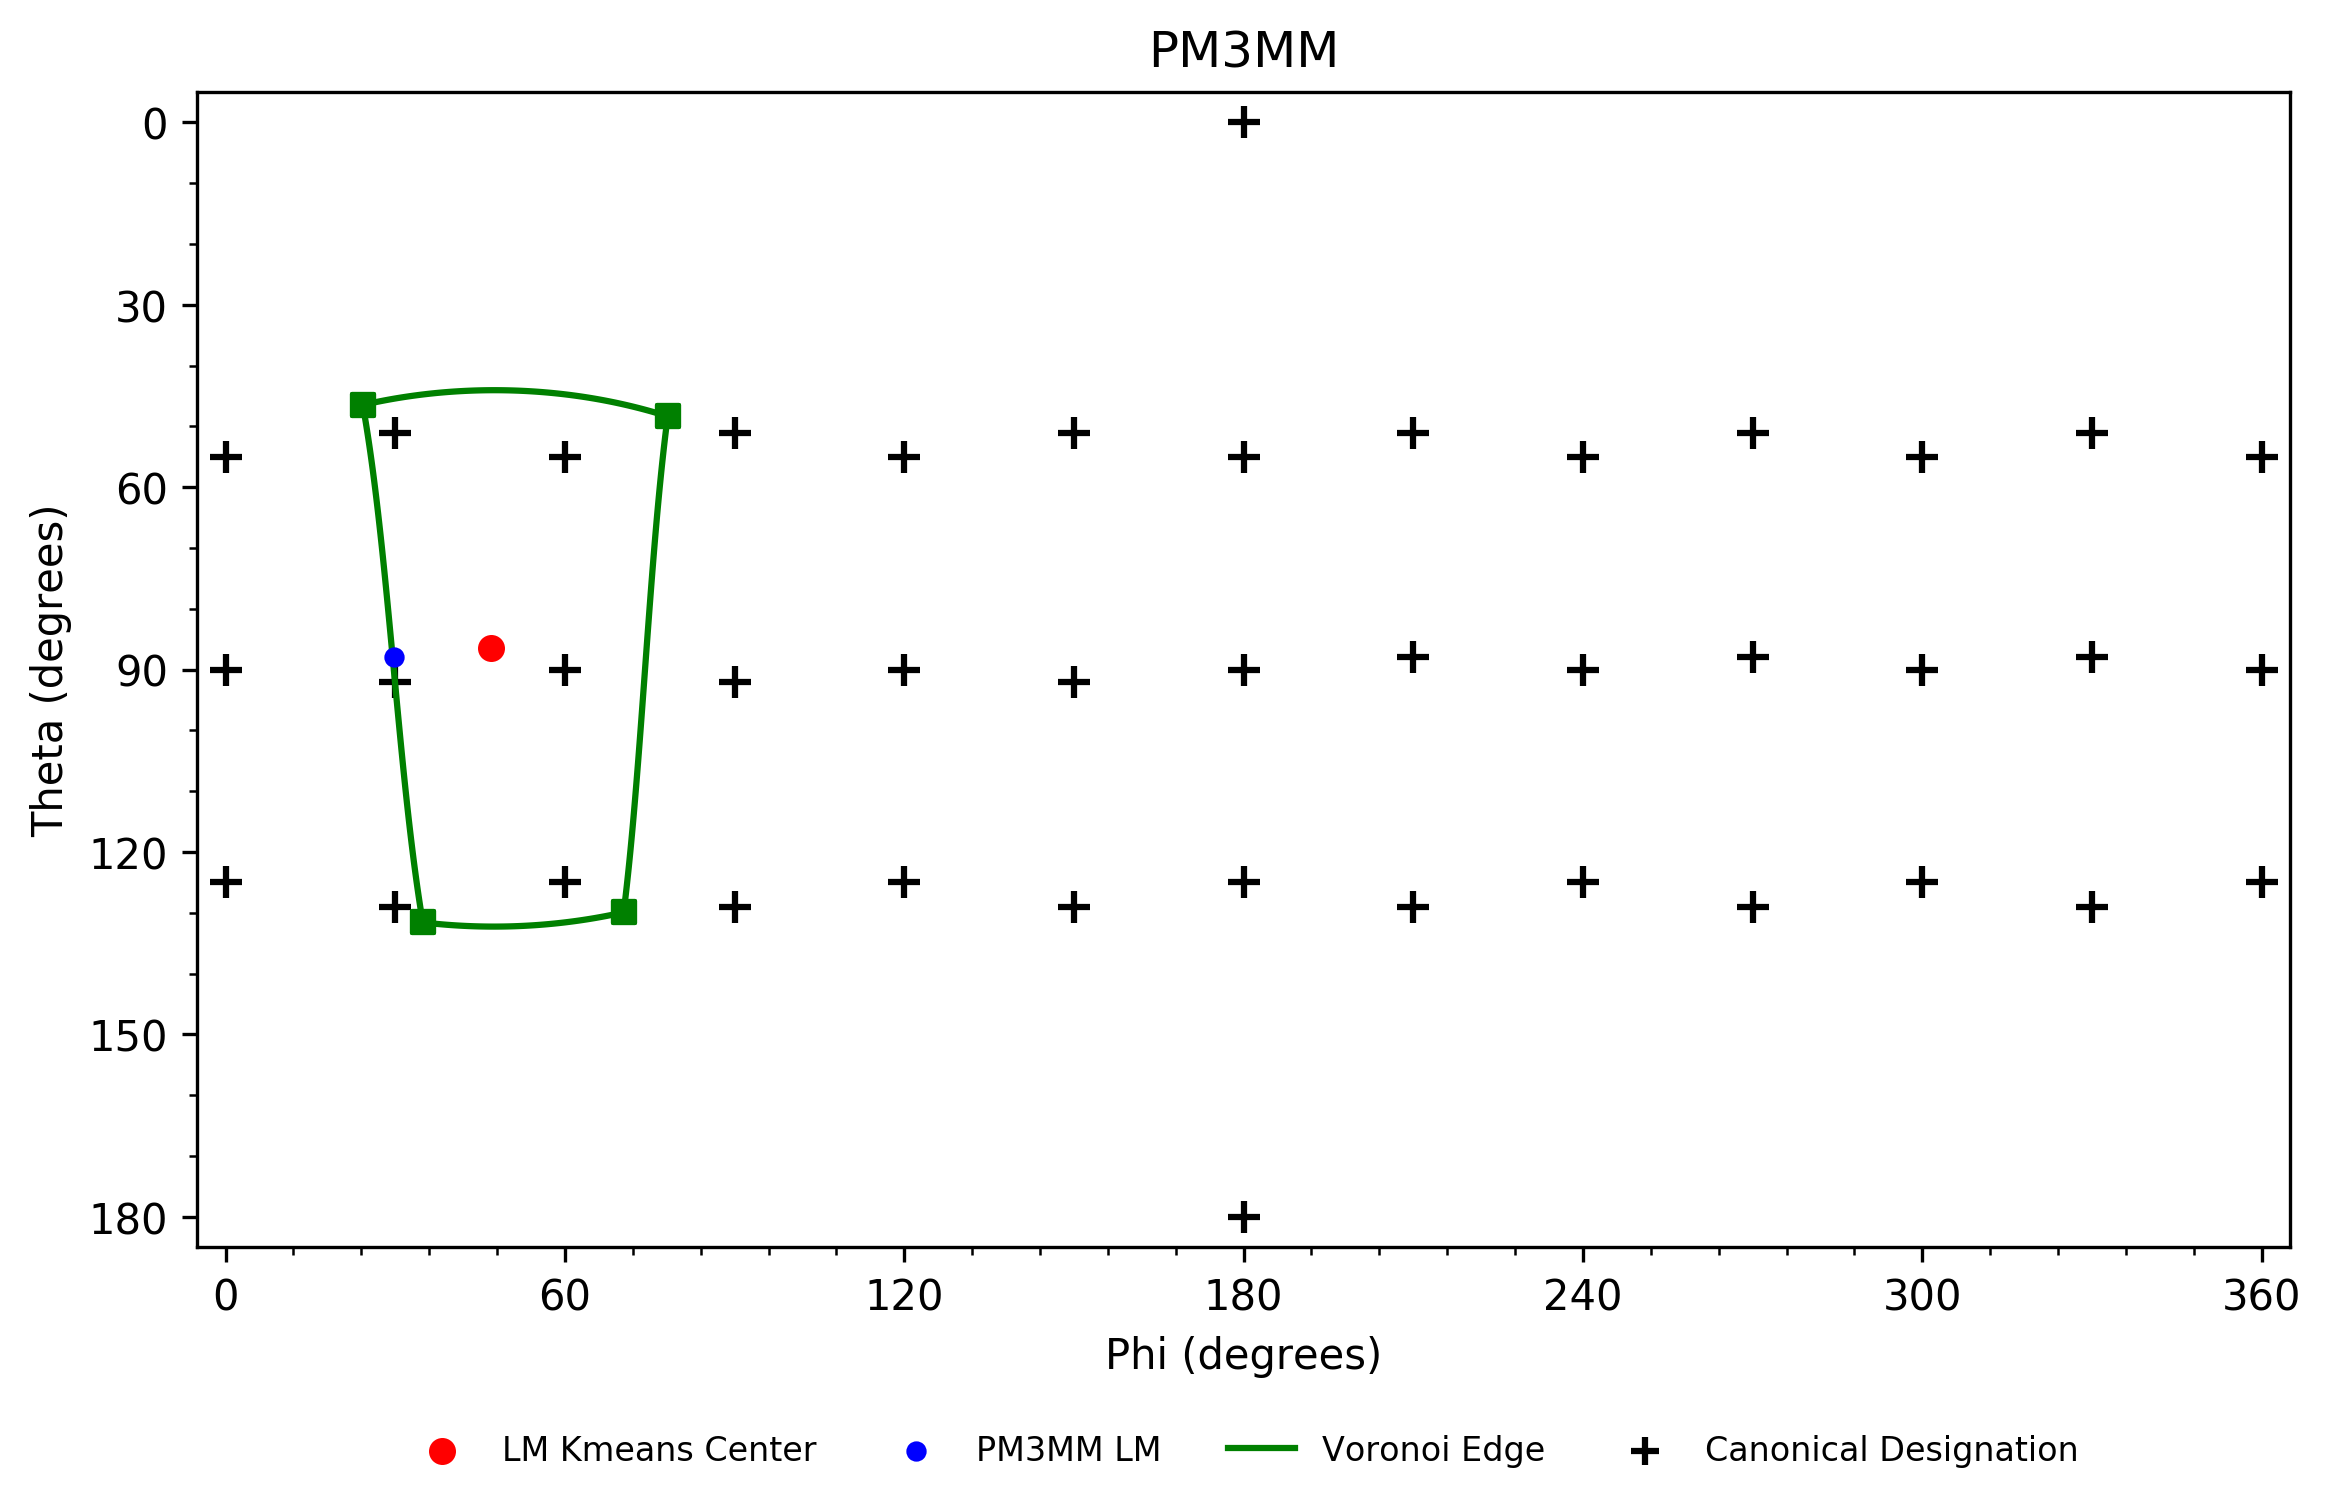 PM3MM
0
30
60
90
120
150
180
Theta (degrees)
0 60 120 180 240 300 360
Phi (degrees)
LM Kmeans Center PM3MM LM Voronoi Edge Canonical Designation